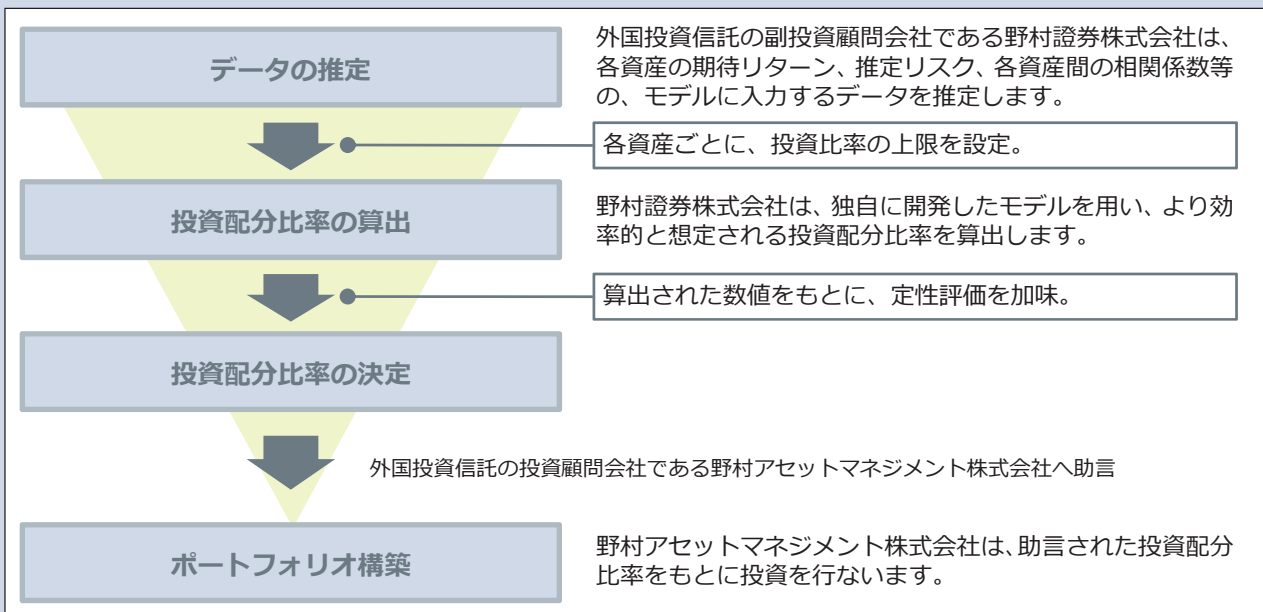 データの推定
外国投資信託の副投資顧問会社である野村證券株式会社は、
各資産の期待リターン、推定リスク、各資産間の相関係数等
の、モデルに入力するデータを推定します。
各資産ごとに、投資比率の上限を設定。
投資配分比率の算出
野村證券株式会社は、独自に開発したモデルを用い、より効
率的と想定される投資配分比率を算出します。
算出された数値をもとに、定性評価を加味。
投資配分比率の決定
外国投資信託の投資顧問会社である野村アセットマネジメント株式会社へ助言
ポートフォリオ構築
野村アセットマネジメント株式会社は、助言された投資配分
比率をもとに投資を行ないます。